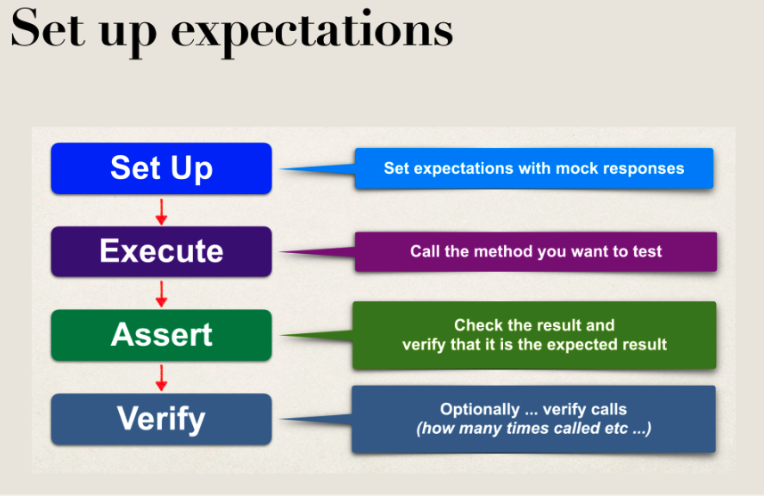 Set up expectations
Set Up
Set expectations with mock responses
Execute
Call the method you want to test
Assert
Check the result and
verify that it is the expected result
Verify
Optionally ... verify calls
(how many times called etc ...)